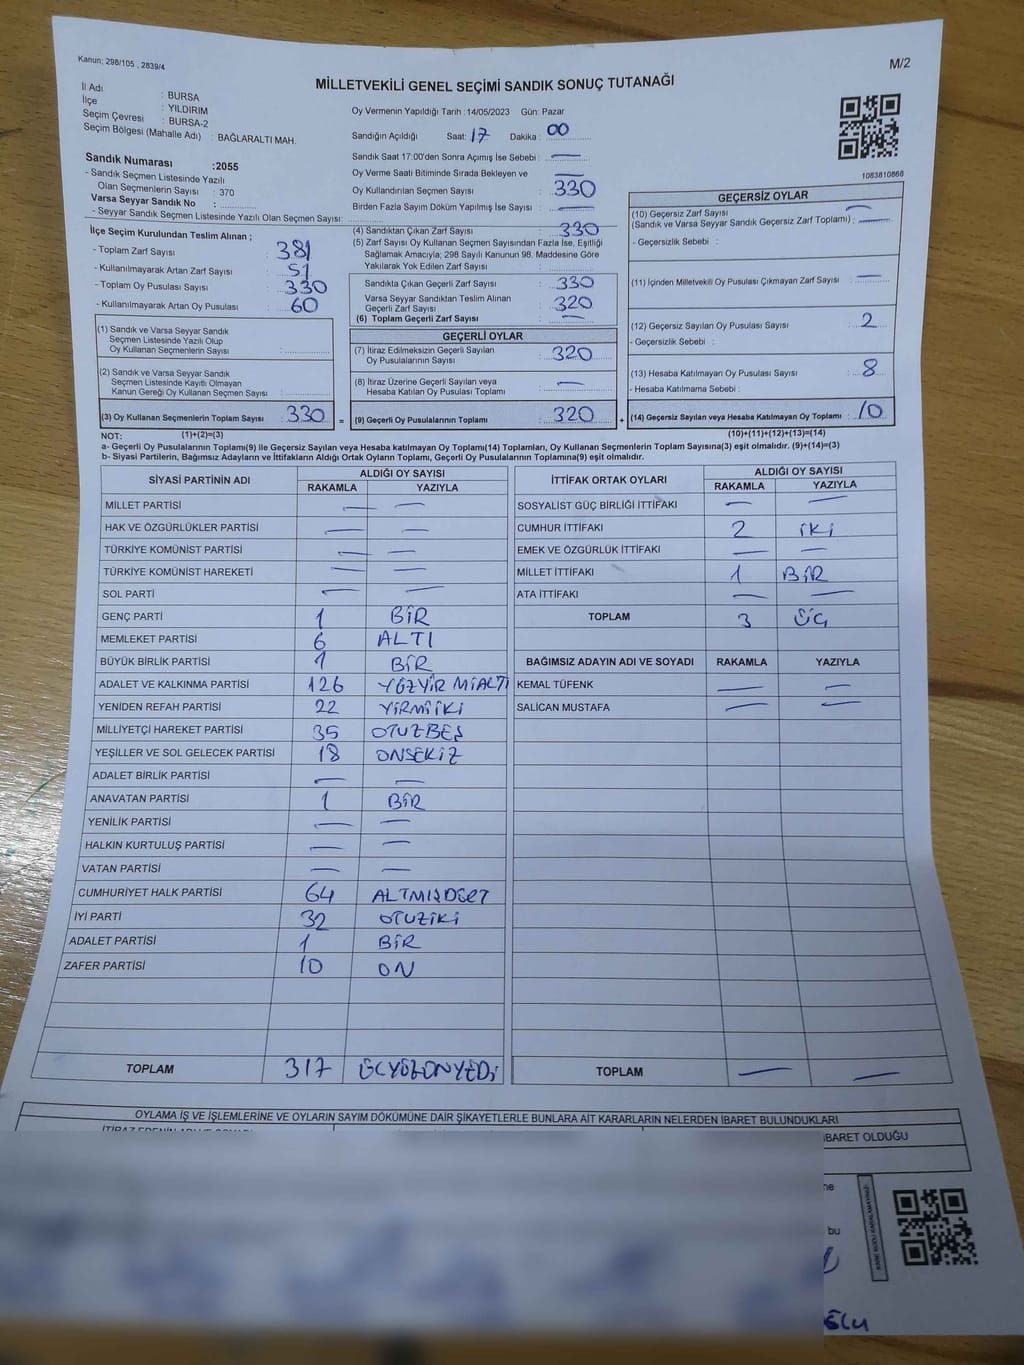 Kanun: 298/105 , 2839/4
M/2
MİLLETVEKİLİ GENEL SEÇİMİ SANDIK SONUÇ TUTANAĞI
İl Adı : BURSA
İlçe : YILDIRIM
Seçim Çevresi : BURSA-2
Seçim Bölgesi (Mahalle Adı) : BAĞLARALTI MAH.
Sandık Numarası :2055
- Sandık Seçmen Listesinde Yazılı
Olan Seçmenlerin Sayısı : 370
Varsa Seyyar Sandık No :
- Seyyar Sandık Seçmen Listesinde Yazılı Olan Seçmen Sayısı:
Oy Vermenin Yapıldığı Tarih :14/05/2023 Gün: Pazar
Sandığın Açıldığı Saat: 17 Dakika : 00
Sandık Saat 17:00'den Sonra Açımış İse Sebebi : —
Oy Verme Saati Bitiminde Sırada Bekleyen ve —
Oy Kullandırılan Seçmen Sayısı : 330
Birden Fazla Sayım Döküm Yapılmış İse Sayısı : —
1083810868
İlçe Seçim Kurulundan Teslim Alınan ;
- Toplam Zarf Sayısı : 381
- Kullanılmayarak Artan Zarf Sayısı : 51
- Toplam Oy Pusulası Sayısı : 330
- Kullanılmayarak Artan Oy Pusulası : 60
(4) Sandıktan Çıkan Zarf Sayısı : 330
(5) Zarf Sayısı Oy Kullanan Seçmen Sayısından Fazla İse, Eşitliği
Sağlamak Amacıyla; 298 Sayılı Kanunun 98. Maddesine Göre
Yakılarak Yok Edilen Zarf Sayısı :
Sandıkta Çıkan Geçerli Zarf Sayısı : 330
Varsa Seyyar Sandıktan Teslim Alınan
Geçerli Zarf Sayısı : 320
(6) Toplam Geçerli Zarf Sayısı : —
GEÇERSİZ OYLAR
(10) Geçersiz Zarf Sayısı —
(Sandık ve Varsa Seyyar Sandık Geçersiz Zarf Toplamı) : —
- Geçersizlik Sebebi :
(11) İçinden Milletvekili Oy Pusulası Çıkmayan Zarf Sayısı : —
(12) Geçersiz Sayılan Oy Pusulası Sayısı : 2
- Geçersizlik Sebebi :
(13) Hesaba Katılmayan Oy Pusulası Sayısı : 8
- Hesaba Katılmama Sebebi :
(1) Sandık ve Varsa Seyyar Sandık
Seçmen Listesinde Yazılı Olup
Oy Kullanan Seçmenlerin Sayısı :
(2) Sandık ve Varsa Seyyar Sandık
Seçmen Listesinde Kayıtlı Olmayan
Kanun Gereği Oy Kullanan Seçmen Sayısı :
GEÇERLİ OYLAR
(7) İtiraz Edilmeksizin Geçerli Sayılan
Oy Pusulalarının Sayısı : 320
(8) İtiraz Üzerine Geçerli Sayılan veya
Hesaba Katılan Oy Pusulası Toplamı : —
(3) Oy Kullanan Seçmenlerin Toplam Sayısı : 330 = (9) Geçerli Oy Pusulalarının Toplamı : 320 + (14) Geçersiz Sayılan veya Hesaba Katılmayan Oy Toplamı : 10
NOT: (1)+(2)=(3) (10)+(11)+(12)+(13)=(14)
a- Geçerli Oy Pusulalarının Toplamı(9) ile Geçersiz Sayılan veya Hesaba katılmayan Oy Toplamı(14) Toplamları, Oy Kullanan Seçmenlerin Toplam Sayısına(3) eşit olmalıdır. (9)+(14)=(3)
b- Siyasi Partilerin, Bağımsız Adayların ve İttifakların Aldığı Ortak Oyların Toplamı, Geçerli Oy Pusulalarının Toplamına(9) eşit olmalıdır.
SİYASİ PARTİNİN ADI ALDIĞI OY SAYISI
RAKAMLA YAZIYLA
MİLLET PARTİSİ — —
HAK VE ÖZGÜRLÜKLER PARTİSİ — —
TÜRKİYE KOMÜNİST PARTİSİ — —
TÜRKİYE KOMÜNİST HAREKETİ — —
SOL PARTİ — —
GENÇ PARTİ 1 BİR
MEMLEKET PARTİSİ 6 ALTI
BÜYÜK BİRLİK PARTİSİ 1 BİR
ADALET VE KALKINMA PARTİSİ 126 YÜZYİRMİALTI
YENİDEN REFAH PARTİSİ 22 YİRMİİKİ
MİLLİYETÇİ HAREKET PARTİSİ 35 OTUZBEŞ
YEŞİLLER VE SOL GELECEK PARTİSİ 18 ONSEKİZ
ADALET BİRLİK PARTİSİ — —
ANAVATAN PARTİSİ 1 BİR
YENİLİK PARTİSİ — —
HALKIN KURTULUŞ PARTİSİ — —
VATAN PARTİSİ — —
CUMHURİYET HALK PARTİSİ 64 ALTMIŞDÖRT
İYİ PARTİ 32 OTUZİKİ
ADALET PARTİSİ 1 BİR
ZAFER PARTİSİ 10 ON
TOPLAM 317 ÜÇYÜZONYEDİ
İTTİFAK ORTAK OYLARI ALDIĞI OY SAYISI
RAKAMLA YAZIYLA
SOSYALİST GÜÇ BİRLİĞİ İTTİFAKI — —
CUMHUR İTTİFAKI 2 İKİ
EMEK VE ÖZGÜRLÜK İTTİFAKI — —
MİLLET İTTİFAKI 1 BİR
ATA İTTİFAKI — —
TOPLAM 3 ÜÇ
BAĞIMSIZ ADAYIN ADI VE SOYADI RAKAMLA YAZIYLA
KEMAL TÜFENK — —
SALİCAN MUSTAFA — —
TOPLAM — —
OYLAMA İŞ VE İŞLEMLERİNE VE OYLARIN SAYIM DÖKÜMÜNE DAİR ŞİKAYETLERLE BUNLARA AİT KARARLARIN NELERDEN İBARET BULUNDUKLARI
İBARET OLDUĞU
bu